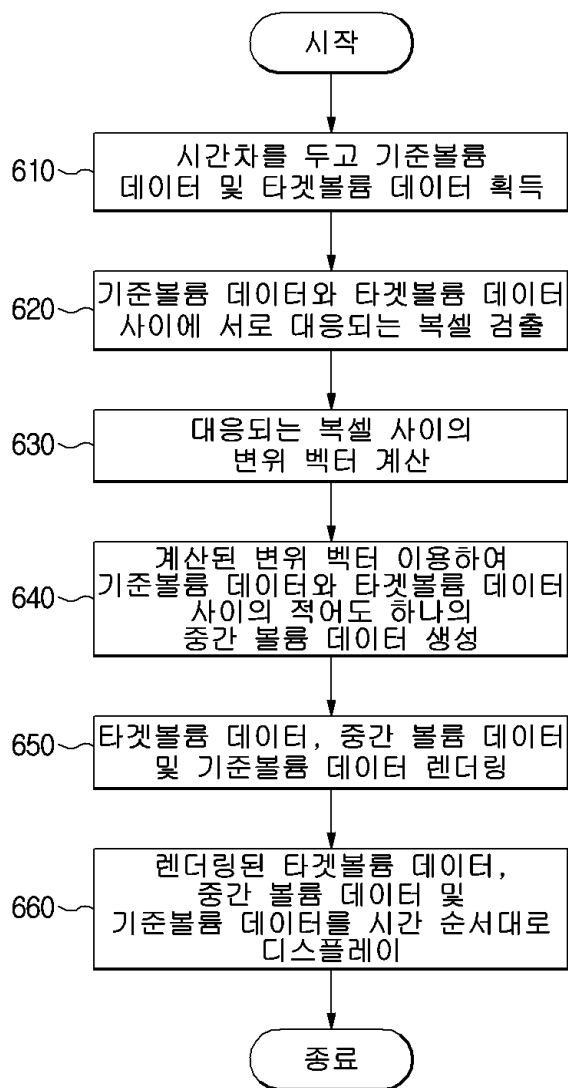 시작
610
시간차를 두고 기준볼륨
데이터 및 타겟볼륨 데이터 획득
620
기준볼륨 데이터와 타겟볼륨 데이터
사이에 서로 대응되는 복셀 검출
630
대응되는 복셀 사이의
변위 벡터 계산
640
계산된 변위 벡터 이용하여
기준볼륨 데이터와 타겟볼륨 데이터
사이의 적어도 하나의
중간 볼륨 데이터 생성
650
타겟볼륨 데이터, 중간 볼륨 데이터
및 기준볼륨 데이터 렌더링
660
렌더링된 타겟볼륨 데이터,
중간 볼륨 데이터 및
기준볼륨 데이터를 시간 순서대로
디스플레이
종료